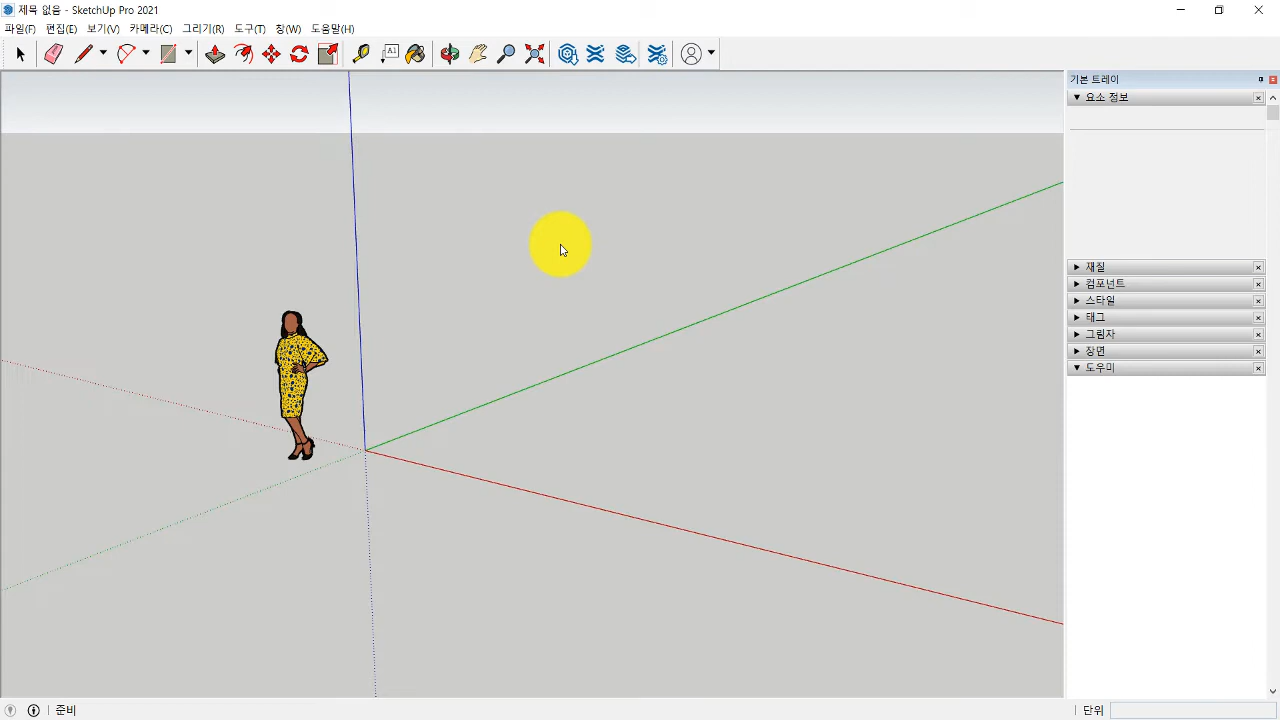 제목 없음 - SketchUp Pro 2021
파일(F) 편집(E) 보기(V) 카메라(C) 그리기(R) 도구(T) 창(W) 도움말(H)
A1
기본 트레이
요소 정보
재질
컴포넌트
스타일
태그
그림자
장면
도우미
준비
단위